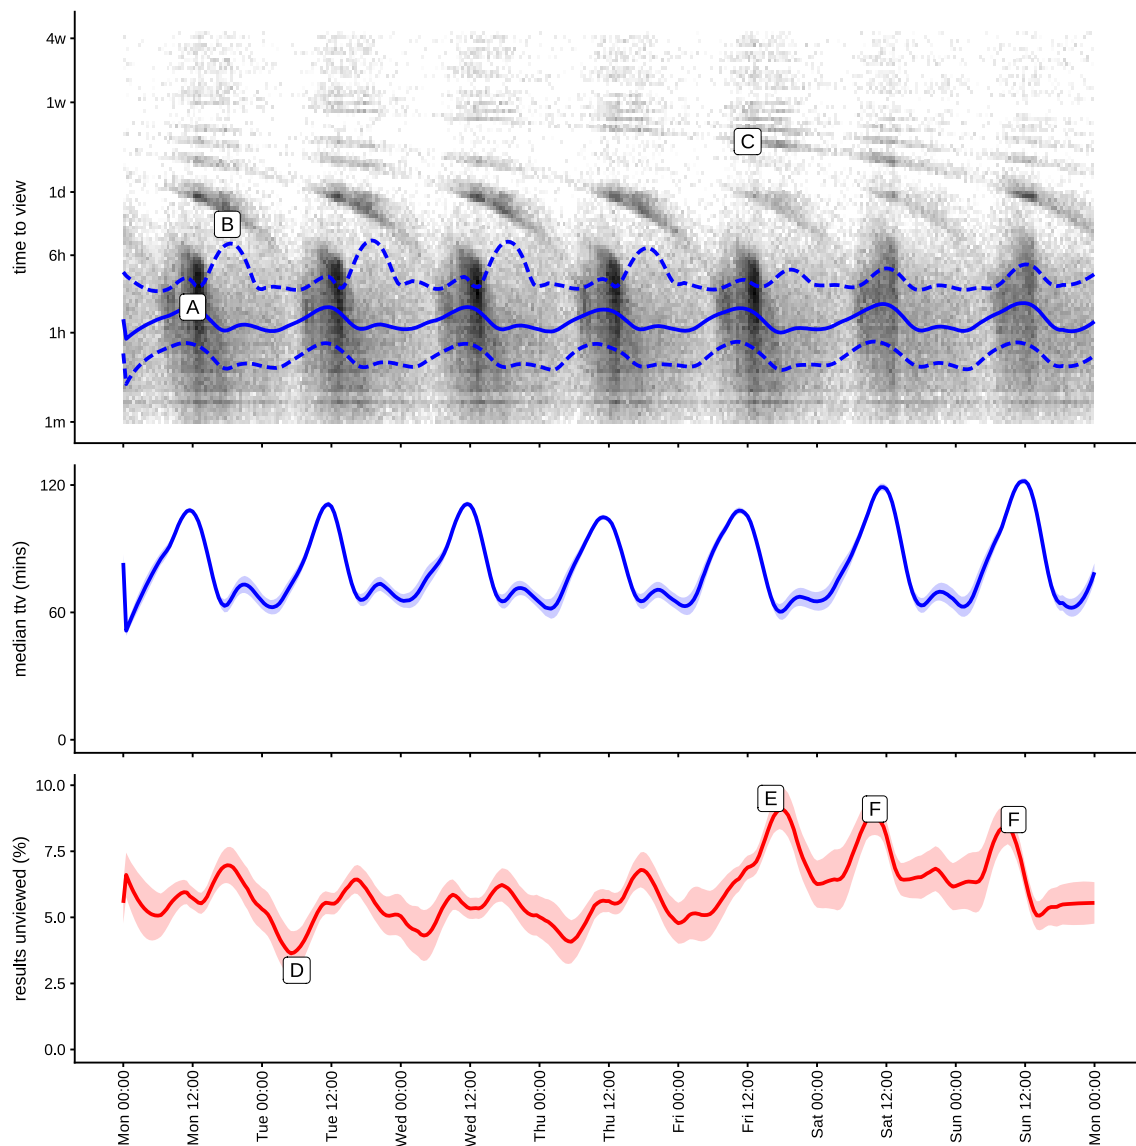 4w
1w
1d
6h
1h
1m
time to view
A
B
C
120
60
0
median ttv (mins)
10.0
7.5
5.0
2.5
0.0
results unviewed (%)
D
E
F
F
Mon 00:00
Mon 12:00
Tue 00:00
Tue 12:00
Wed 00:00
Wed 12:00
Thu 00:00
Thu 12:00
Fri 00:00
Fri 12:00
Sat 00:00
Sat 12:00
Sun 00:00
Sun 12:00
Mon 00:00